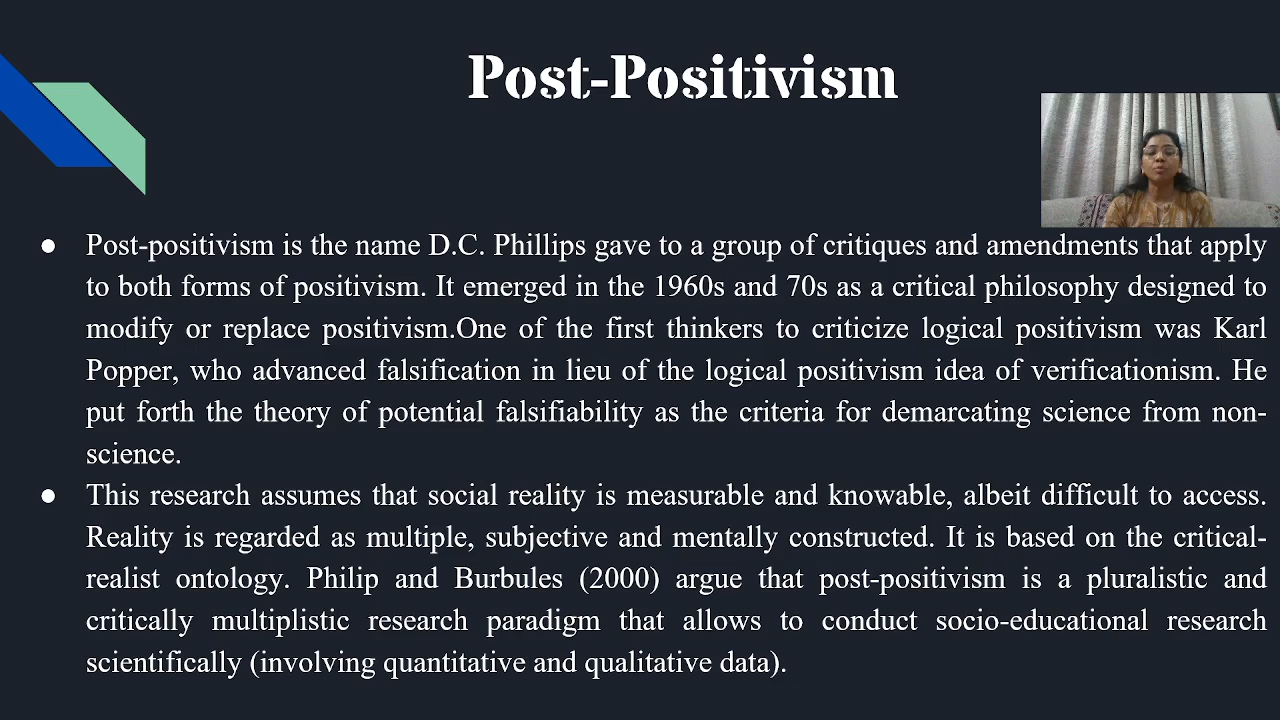 Post-Positivism
● Post-positivism is the name D.C. Phillips gave to a group of critiques and amendments that apply
to both forms of positivism. It emerged in the 1960s and 70s as a critical philosophy designed to
modify or replace positivism.One of the first thinkers to criticize logical positivism was Karl
Popper, who advanced falsification in lieu of the logical positivism idea of verificationism. He
put forth the theory of potential falsifiability as the criteria for demarcating science from non-
science.
● This research assumes that social reality is measurable and knowable, albeit difficult to access.
Reality is regarded as multiple, subjective and mentally constructed. It is based on the critical-
realist ontology. Philip and Burbules (2000) argue that post-positivism is a pluralistic and
critically multiplistic research paradigm that allows to conduct socio-educational research
scientifically (involving quantitative and qualitative data).